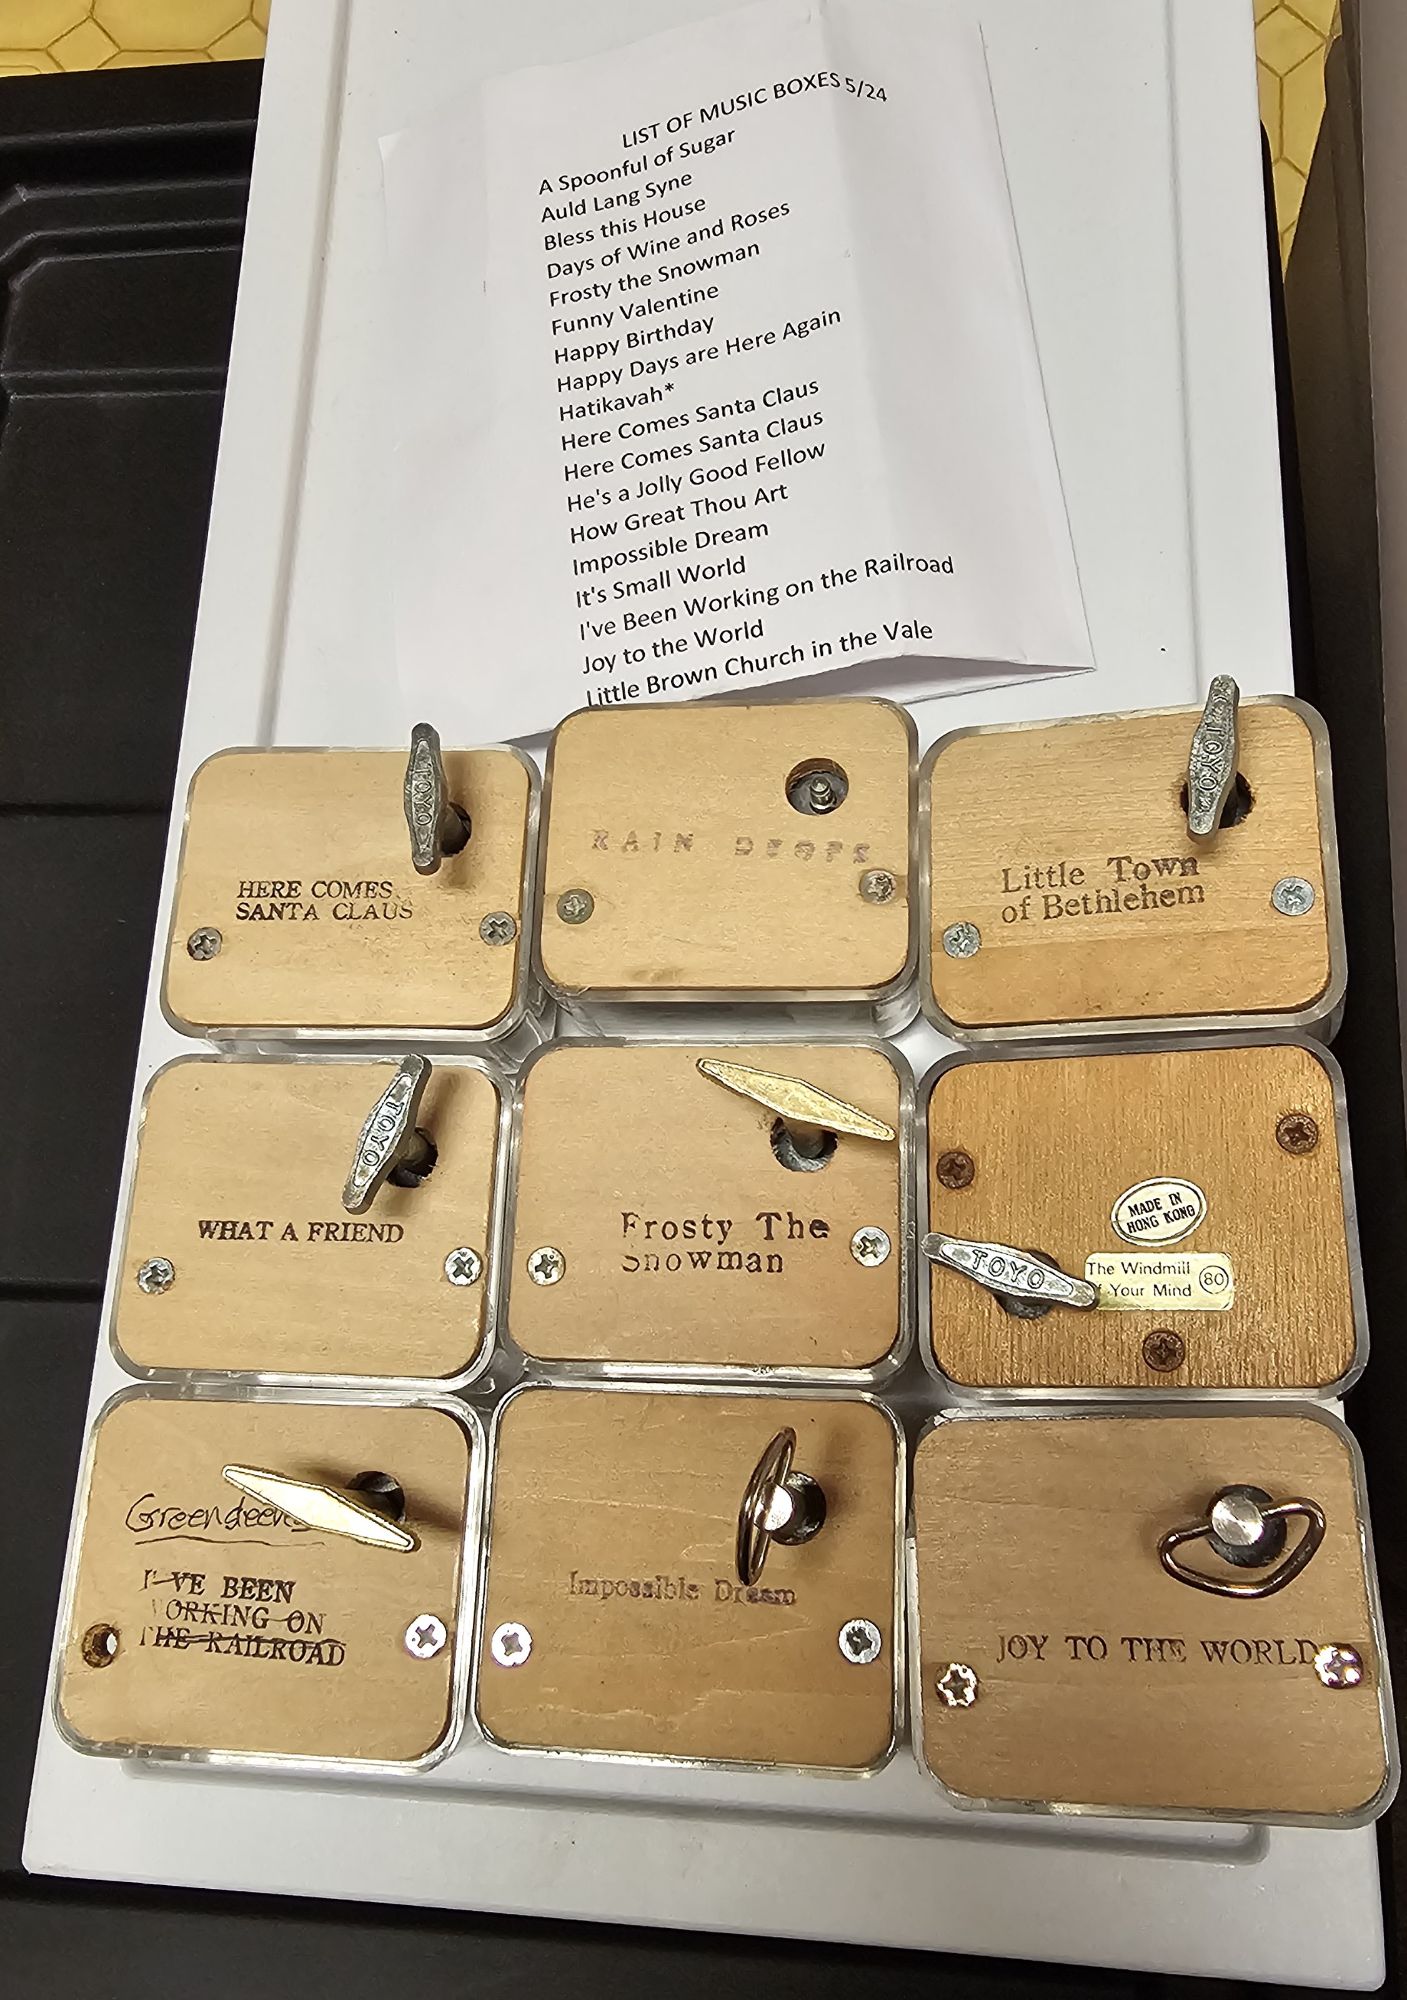 LIST OF MUSIC BOXES 5/24
A Spoonful of Sugar
Auld Lang Syne
Bless this House
Days of Wine and Roses
Frosty the Snowman
Funny Valentine
Happy Birthday
Happy Days are Here Again
Hatikavah*
Here Comes Santa Claus
Here Comes Santa Claus
He's a Jolly Good Fellow
How Great Thou Art
Impossible Dream
It's Small World
I've Been Working on the Railroad
Joy to the World
Little Brown Church in the Vale
TOYO
HERE COMES
SANTA CLAUS
RAIN DROPS
TOYO
Little Town
of Bethlehem
TOYO
WHAT A FRIEND
Frosty The
Snowman
MADE IN
HONG KONG
TOYO
The Windmill
Your Mind 80
I'VE BEEN
WORKING ON
THE RAILROAD
Impossible Dream
JOY TO THE WORLD